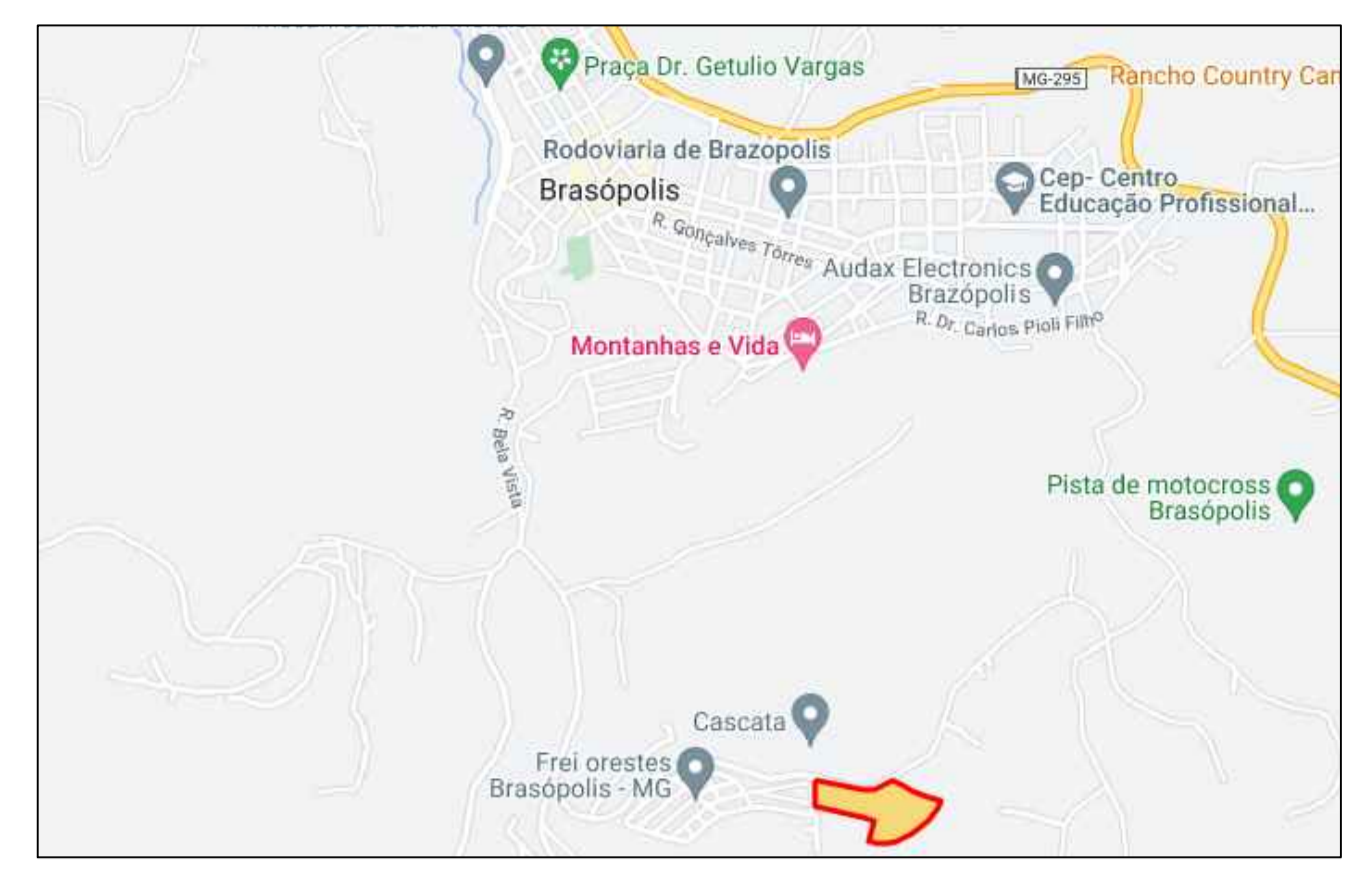 Praça Dr. Getulio Vargas
MG-295
Rancho Country Car
Rodoviaria de Brazopolis
Brasópolis
Cep- Centro
Educação Profissional...
R. Gonçalves Tôrres
Audax Electronics
Brazópolis
R. Dr. Carlos Pioli Filho
Montanhas e Vida
R. Bela Vista
Pista de motocross
Brasópolis
Cascata
Frei orestes
Brasópolis - MG